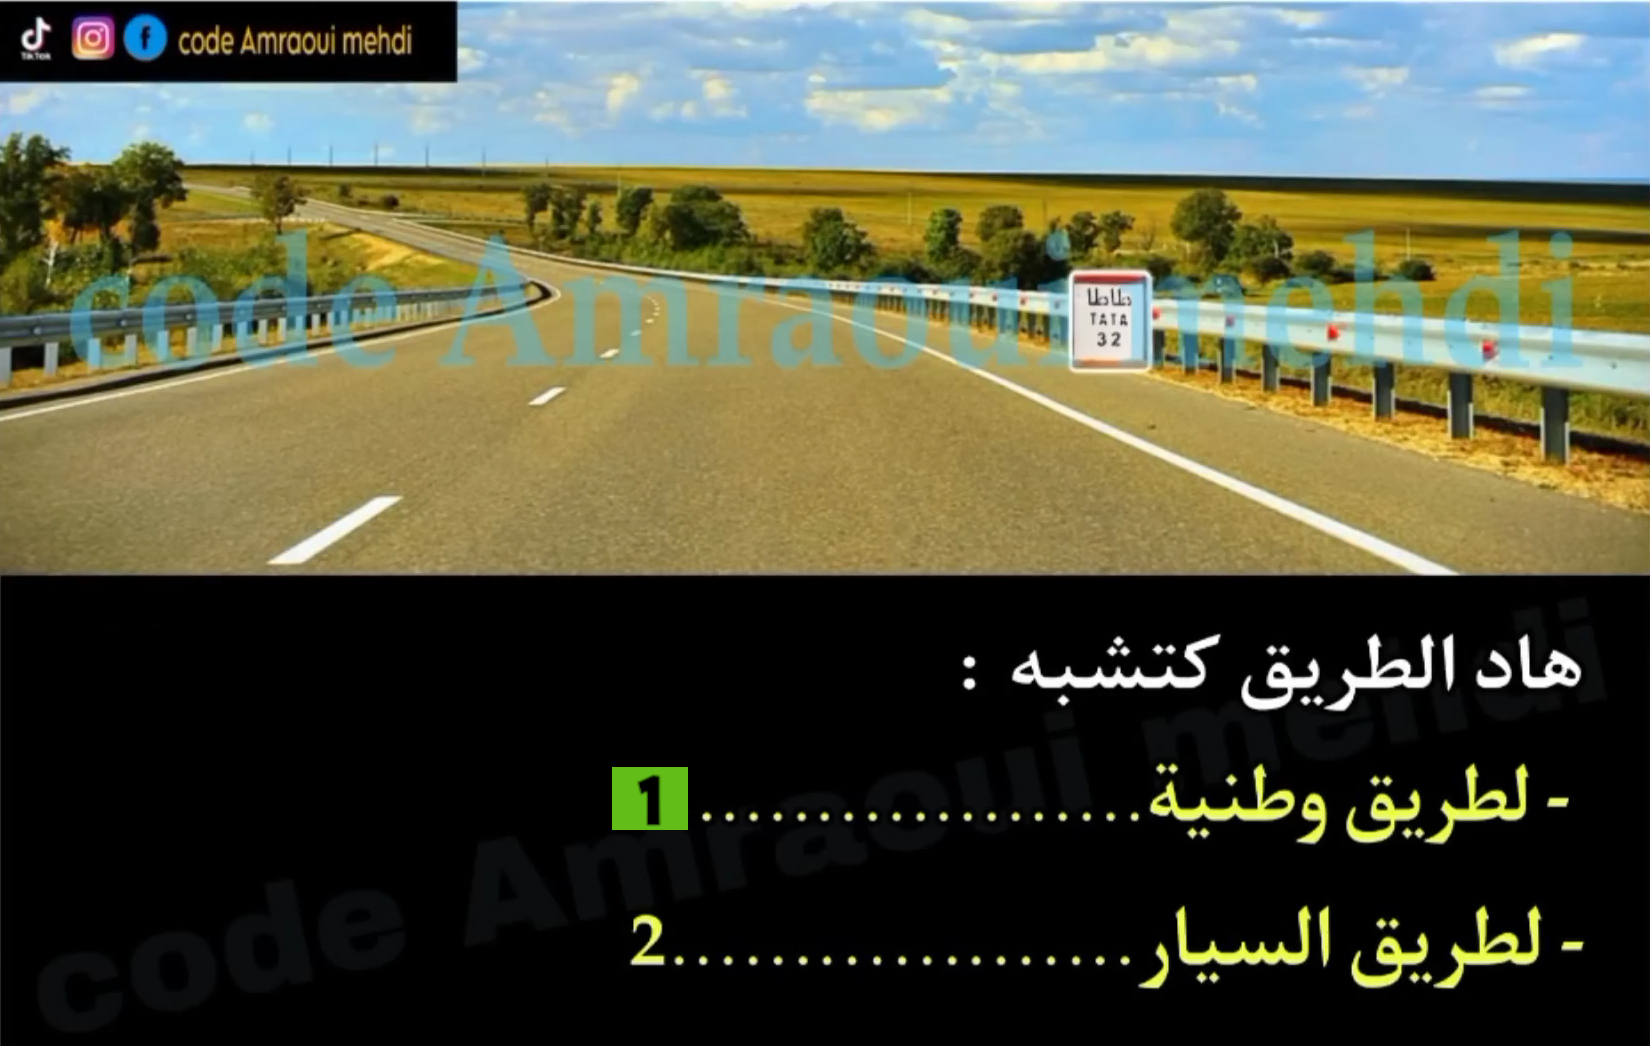 TikTok
code Amraoui mehdi
code Amraoui mehdi
طاطا
TATA
32
هاد الطريق كتشبه :
- لطريق وطنية...................1
- لطريق السيار....................2
code Amraoui mehdi